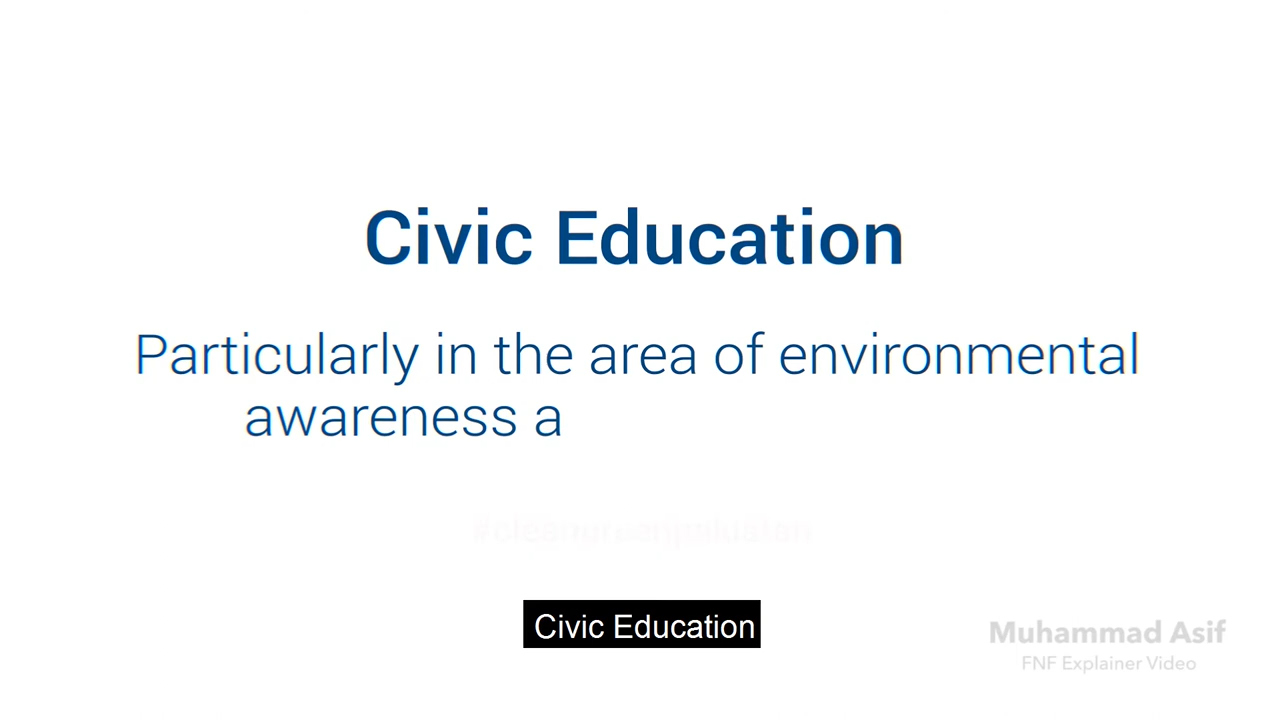 Civic Education
Particularly in the area of environmental
awareness a
Civic Education
Muhammad Asif
FNF Explainer Video